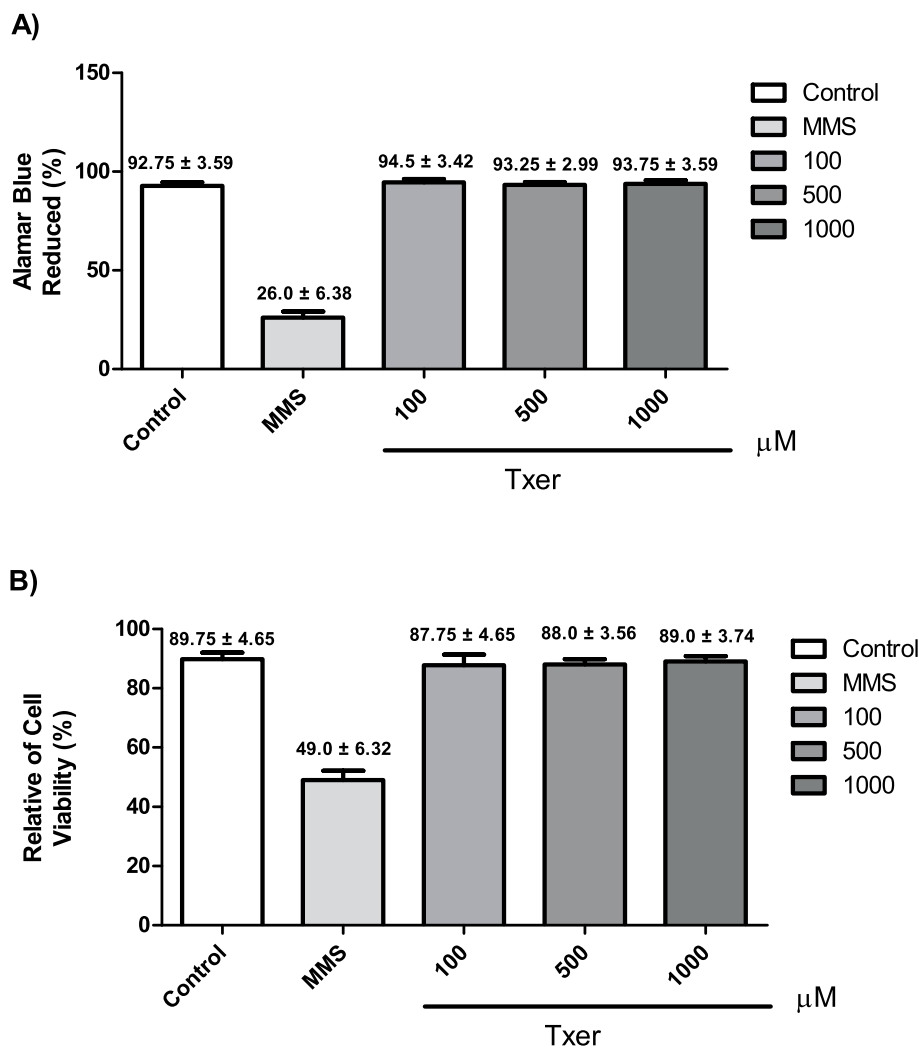 A)
150
100
50
0
Alamar Blue
Reduced (%)
92.75 ± 3.59
26.0 ± 6.38
94.5 ± 3.42
93.25 ± 2.99
93.75 ± 3.59
Control
MMS
100
500
1000
μM
Txer
Control
MMS
100
500
1000
B)
100
80
60
40
20
0
Relative of Cell
Viability (%)
89.75 ± 4.65
49.0 ± 6.32
87.75 ± 4.65
88.0 ± 3.56
89.0 ± 3.74
Control
MMS
100
500
1000
μM
Txer
Control
MMS
100
500
1000